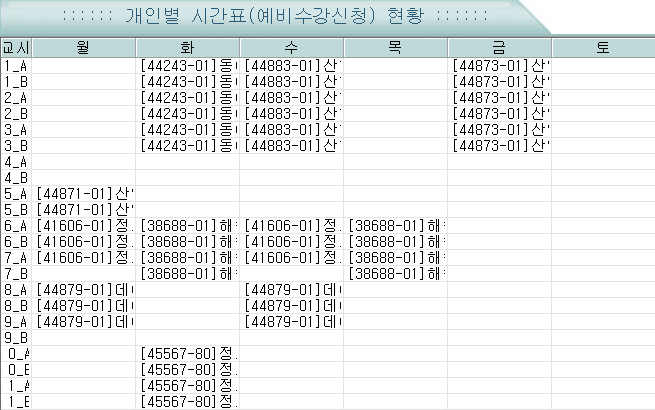 :::::: 개인별 시간표(예비수강신청) 현황 ::::::
교시 월 화 수 목 금 토
1_A [44243-01]동 [44883-01]산 [44873-01]산
1_B [44243-01]동 [44883-01]산 [44873-01]산
2_A [44243-01]동 [44883-01]산 [44873-01]산
2_B [44243-01]동 [44883-01]산 [44873-01]산
3_A [44243-01]동 [44883-01]산 [44873-01]산
3_B [44243-01]동 [44883-01]산 [44873-01]산
4_A
4_B
5_A [44871-01]산
5_B [44871-01]산
6_A [41606-01]정. [38688-01]해 [41606-01]정. [38688-01]해
6_B [41606-01]정. [38688-01]해 [41606-01]정. [38688-01]해
7_A [41606-01]정. [38688-01]해 [41606-01]정. [38688-01]해
7_B [38688-01]해 [38688-01]해
8_A [44879-01]데 [44879-01]데
8_B [44879-01]데 [44879-01]데
9_A [44879-01]데 [44879-01]데
9_B
0_A [45567-80]정.
0_B [45567-80]정.
1_A [45567-80]정.
1_B [45567-80]정.